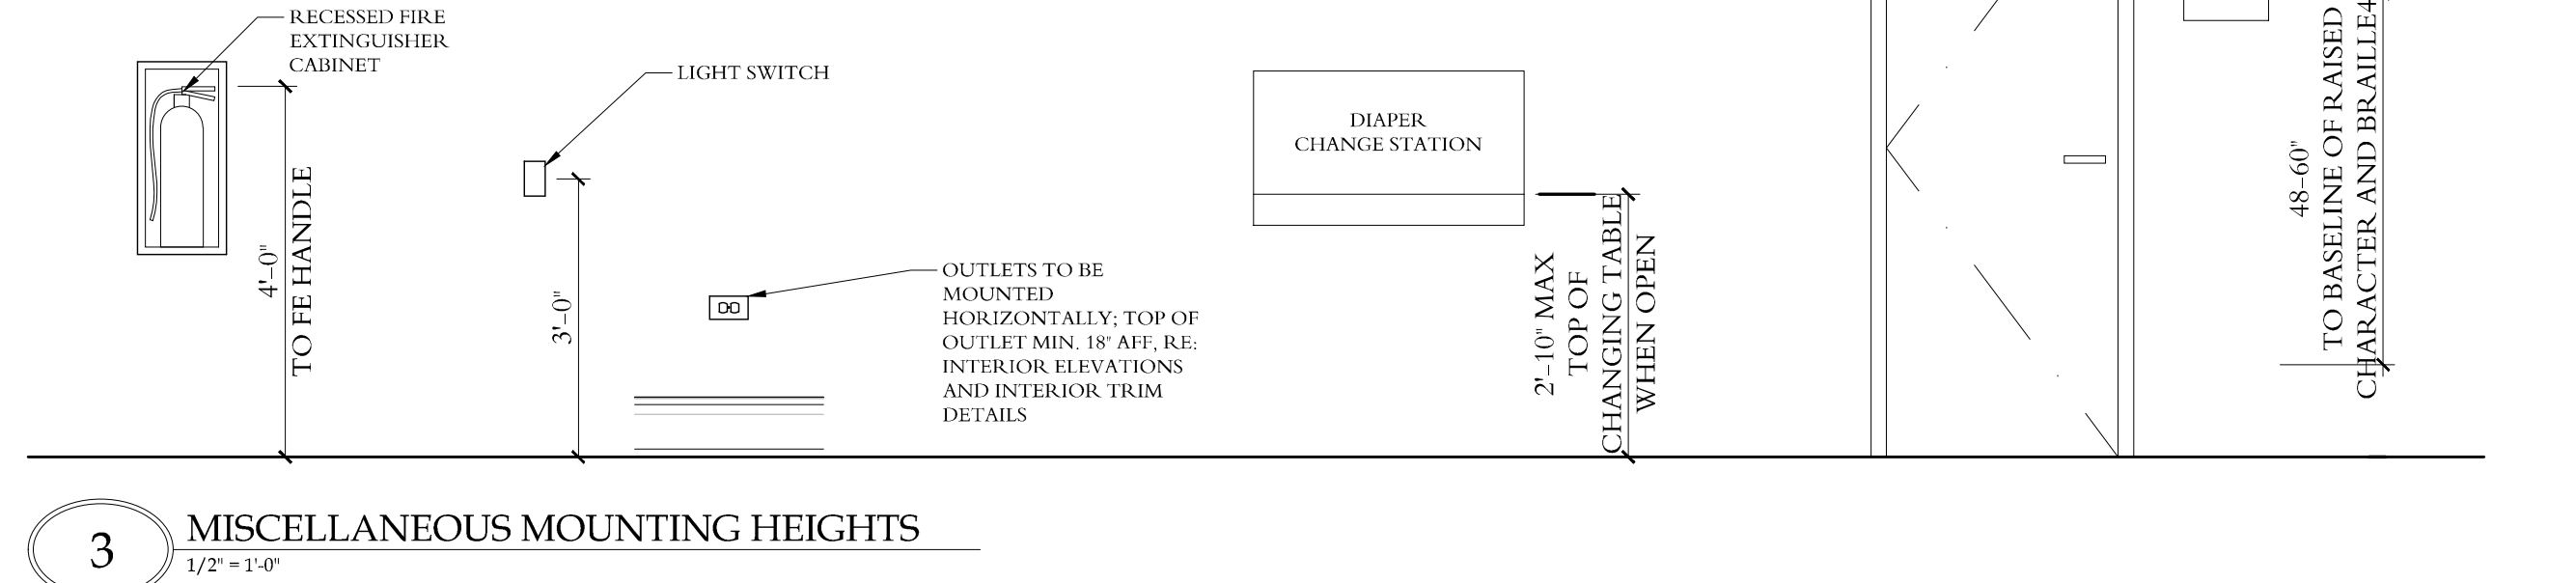 RECESSED FIRE
EXTINGUISHER
CABINET
4'-0"
TO FE HANDLE
LIGHT SWITCH
3'-0"
OUTLETS TO BE
MOUNTED
HORIZONTALLY; TOP OF
OUTLET MIN. 18" AFF, RE:
INTERIOR ELEVATIONS
AND INTERIOR TRIM
DETAILS
DIAPER
CHANGE STATION
2'-10" MAX
TOP OF
CHANGING TABLE
WHEN OPEN
48-60"
TO BASELINE OF RAISED
CHARACTER AND BRAILLE4
3
MISCELLANEOUS MOUNTING HEIGHTS
1/2" = 1'-0"